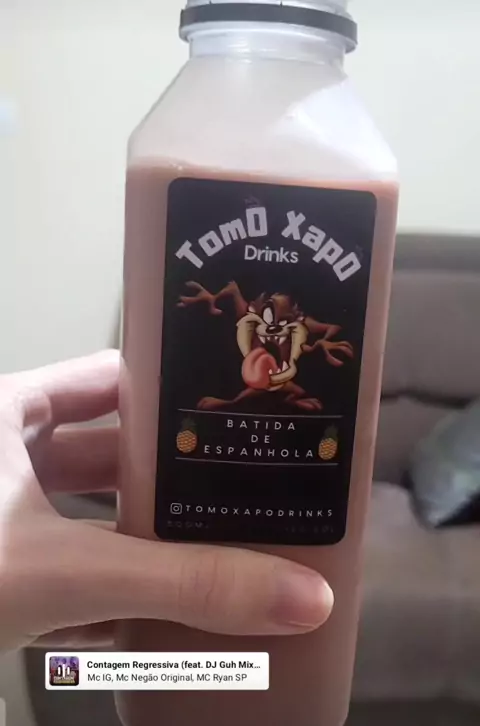 TomO XapO
Drinks
BATIDA
DE
ESPANHOLA
TOMOXAPODRINKS
500ML
Contagem Regressiva (feat. DJ Guh Mix...
Mc IG, Mc Negão Original, MC Ryan SP